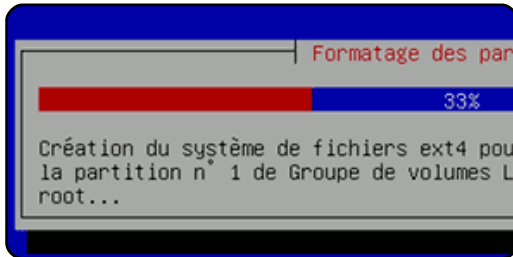 Formatage des par
33%
Création du système de fichiers ext4 pou
la partition n° 1 de Groupe de volumes L
root...